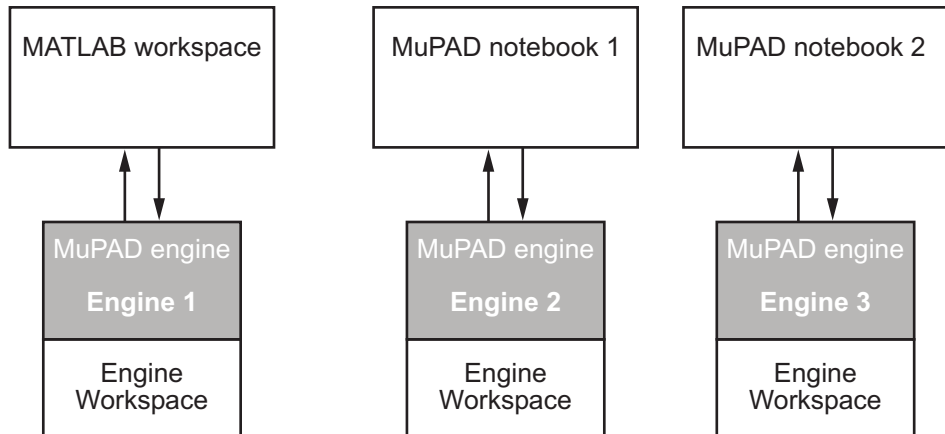 MATLAB workspace
MuPAD notebook 1
MuPAD notebook 2
MuPAD engine
Engine 1
MuPAD engine
Engine 2
MuPAD engine
Engine 3
Engine
Workspace
Engine
Workspace
Engine
Workspace